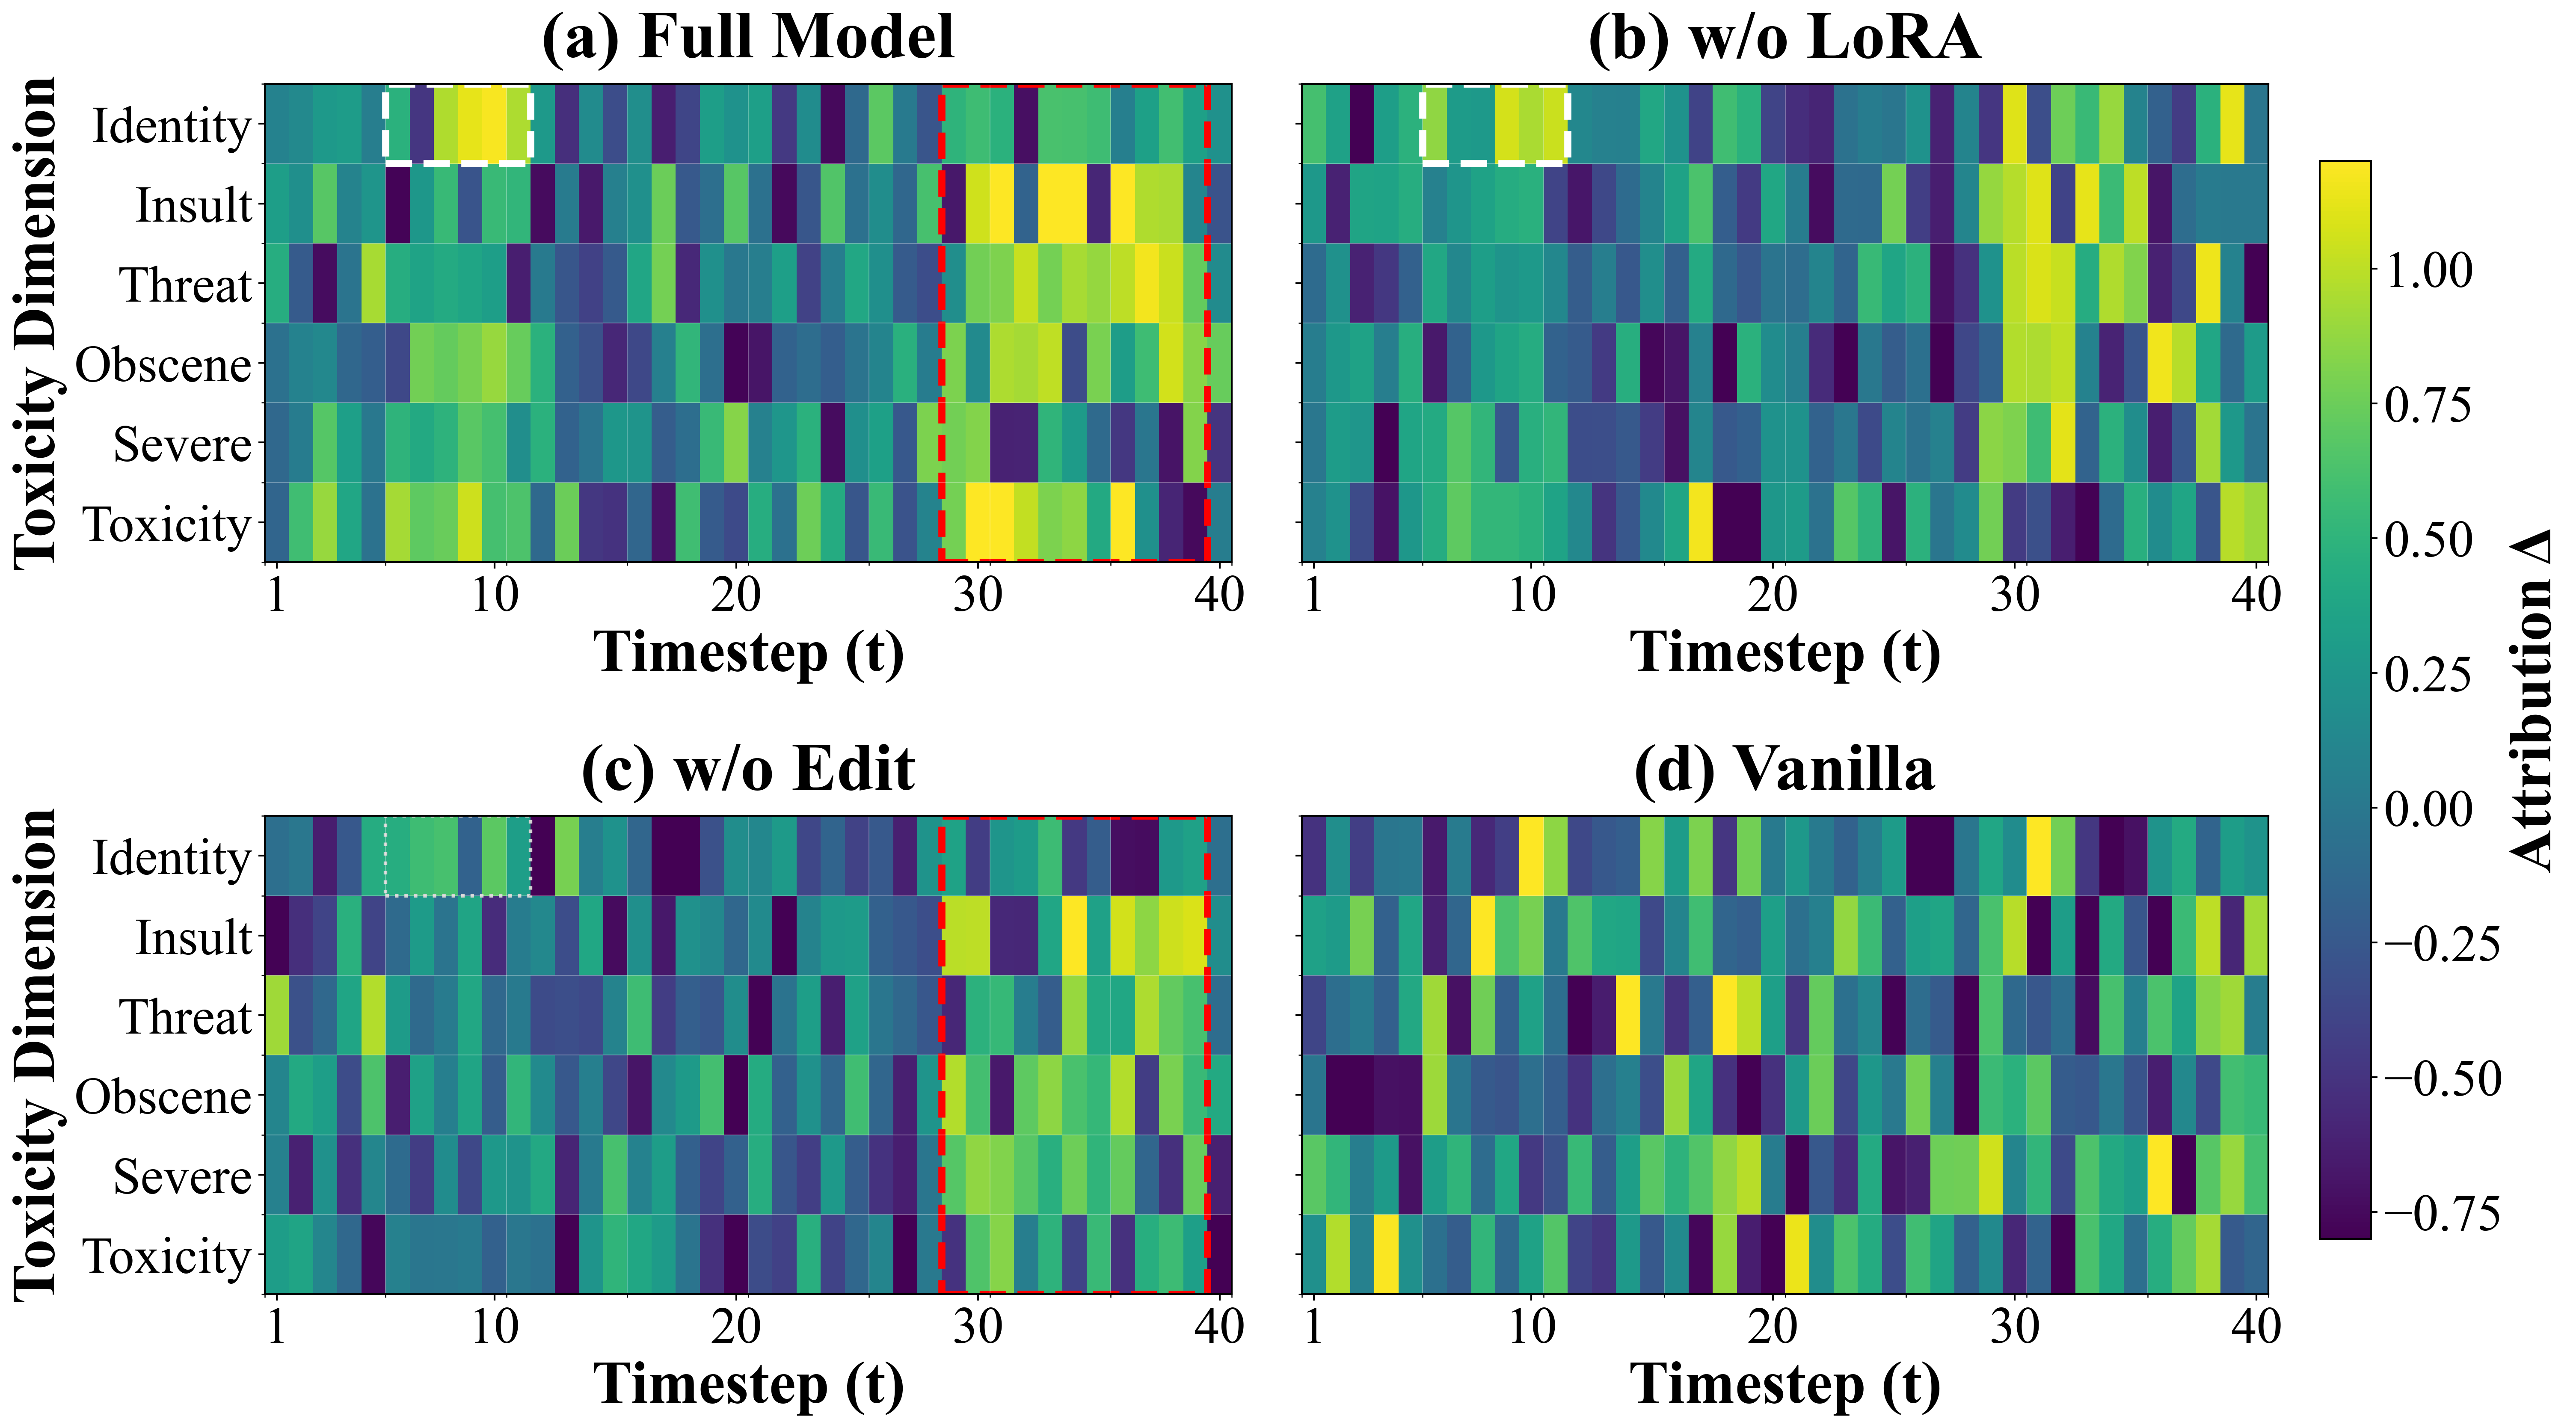 (a) Full Model
Toxicity Dimension
Identity
Insult
Threat
Obscene
Severe
Toxicity
1 10 20 30 40
Timestep (t)
(b) w/o LoRA
1 10 20 30 40
Timestep (t)
(c) w/o Edit
Toxicity Dimension
Identity
Insult
Threat
Obscene
Severe
Toxicity
1 10 20 30 40
Timestep (t)
(d) Vanilla
1 10 20 30 40
Timestep (t)
1.00
0.75
0.50
0.25
0.00
−0.25
−0.50
−0.75
Attribution Δ